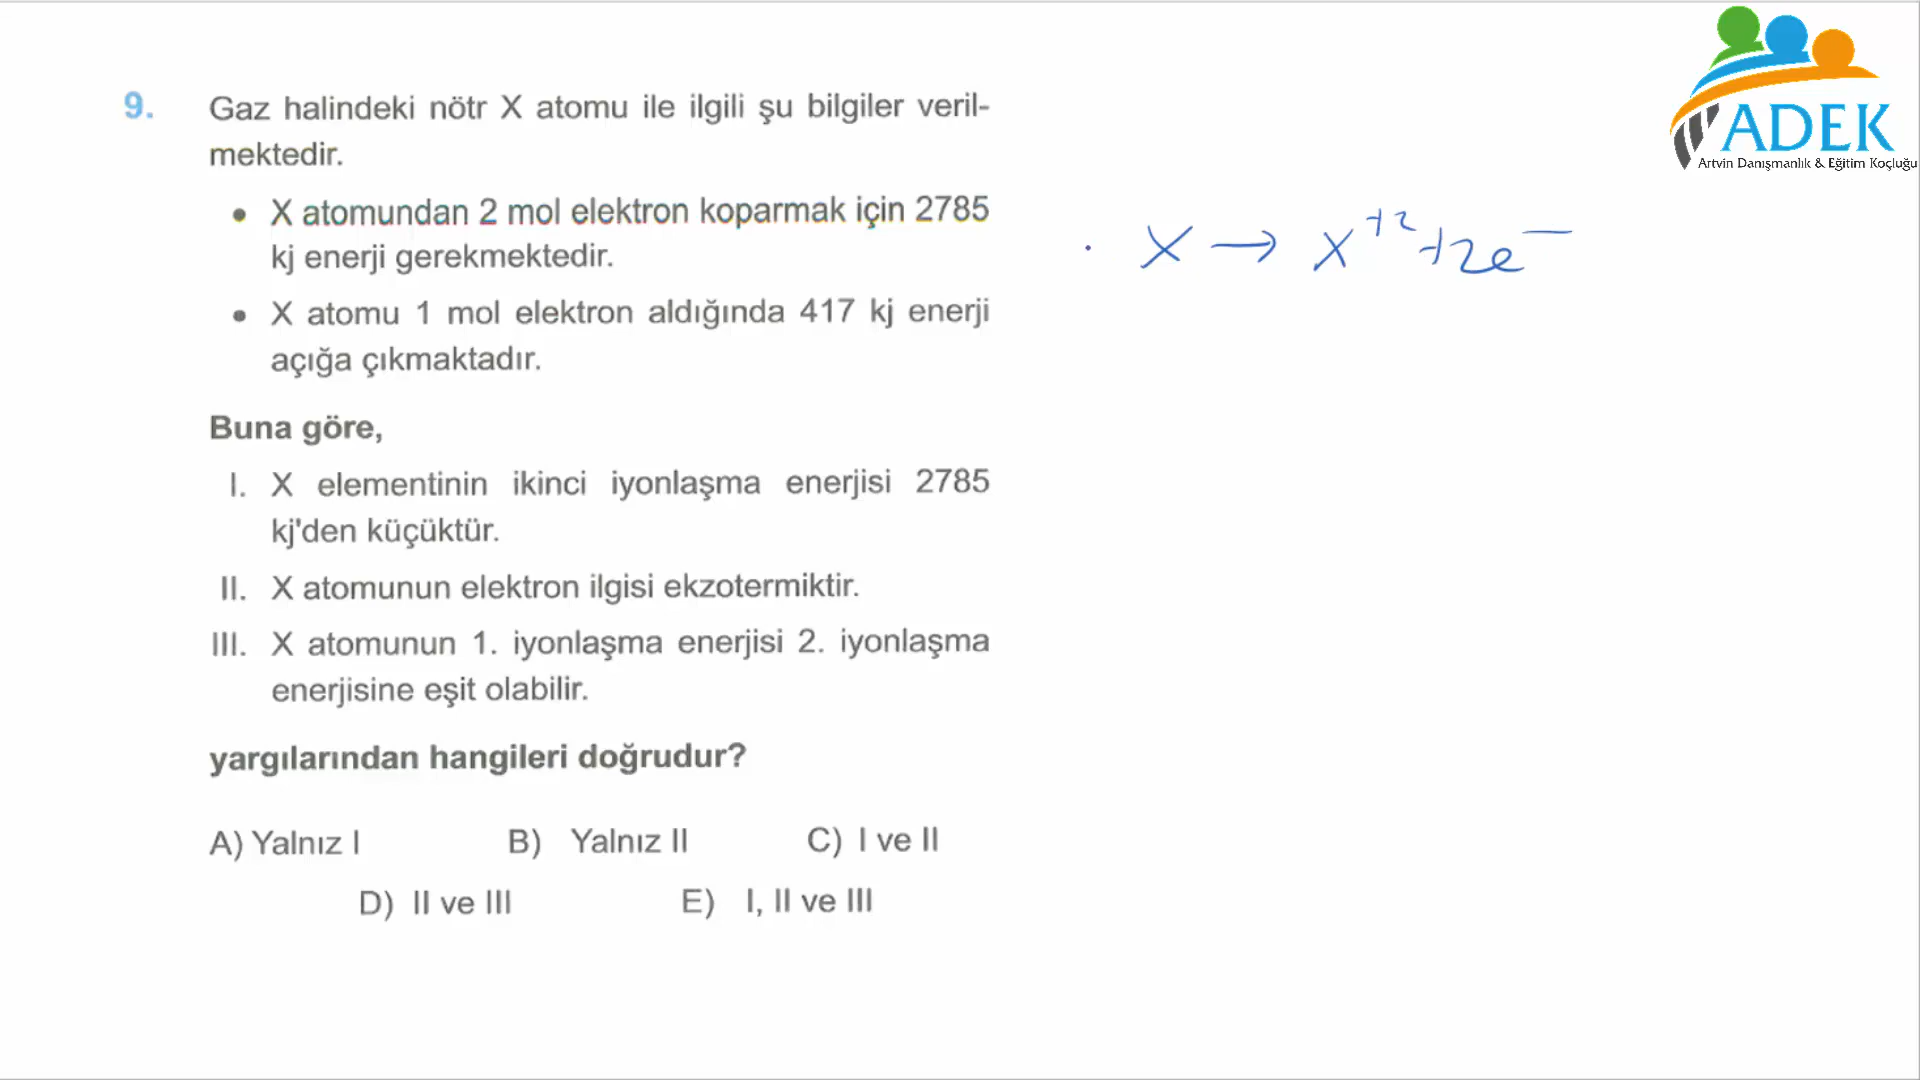 ADEK
Artvin Danışmanlık & Eğitim Koçluğu
9. Gaz halindeki nötr X atomu ile ilgili şu bilgiler veril-
mektedir.
• X atomundan 2 mol elektron koparmak için 2785
kj enerji gerekmektedir.
• X atomu 1 mol elektron aldığında 417 kj enerji
açığa çıkmaktadır.
Buna göre,
I. X elementinin ikinci iyonlaşma enerjisi 2785
kj'den küçüktür.
II. X atomunun elektron ilgisi ekzotermiktir.
III. X atomunun 1. iyonlaşma enerjisi 2. iyonlaşma
enerjisine eşit olabilir.
yargılarından hangileri doğrudur?
A) Yalnız I B) Yalnız II C) I ve II
D) II ve III E) I, II ve III
X → X⁺² + 2e⁻